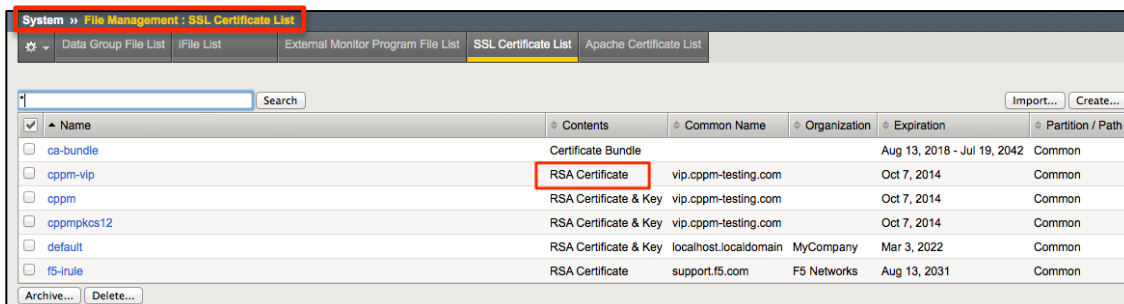 System » File Management : SSL Certificate List
Data Group File List iFile List External Monitor Program File List SSL Certificate List Apache Certificate List
* Search Import... Create...
Name Contents Common Name Organization Expiration Partition / Path
ca-bundle Certificate Bundle Aug 13, 2018 - Jul 19, 2042 Common
cppm-vip RSA Certificate vip.cppm-testing.com Oct 7, 2014 Common
cppm RSA Certificate & Key vip.cppm-testing.com Oct 7, 2014 Common
cppmpkcs12 RSA Certificate & Key vip.cppm-testing.com Oct 7, 2014 Common
default RSA Certificate & Key localhost.localdomain MyCompany Mar 3, 2022 Common
f5-irule RSA Certificate support.f5.com F5 Networks Aug 13, 2031 Common
Archive... Delete...